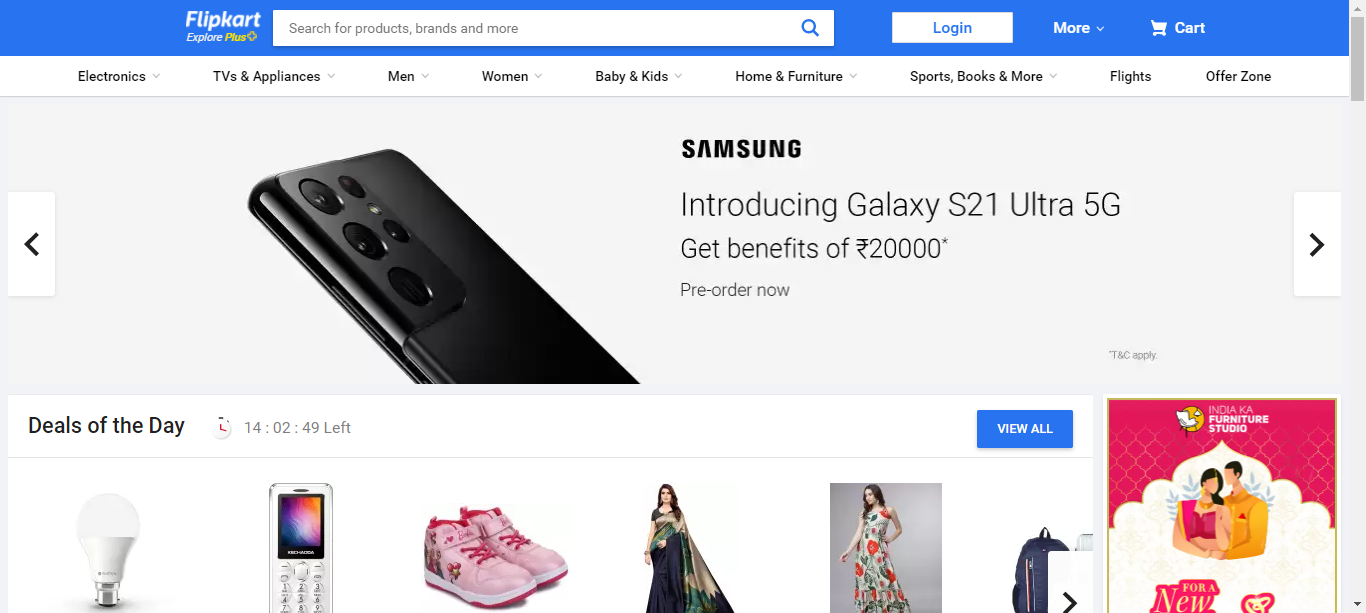 Flipkart
Explore Plus
Search for products, brands and more
Login
More
Cart
Electronics
TVs & Appliances
Men
Women
Baby & Kids
Home & Furniture
Sports, Books & More
Flights
Offer Zone
SAMSUNG
Introducing Galaxy S21 Ultra 5G
Get benefits of ₹20000*
Pre-order now
*T&C apply.
Deals of the Day
14 : 02 : 49 Left
VIEW ALL
INDIA KA
FURNITURE
STUDIO
KECHAODA
FOR A
New